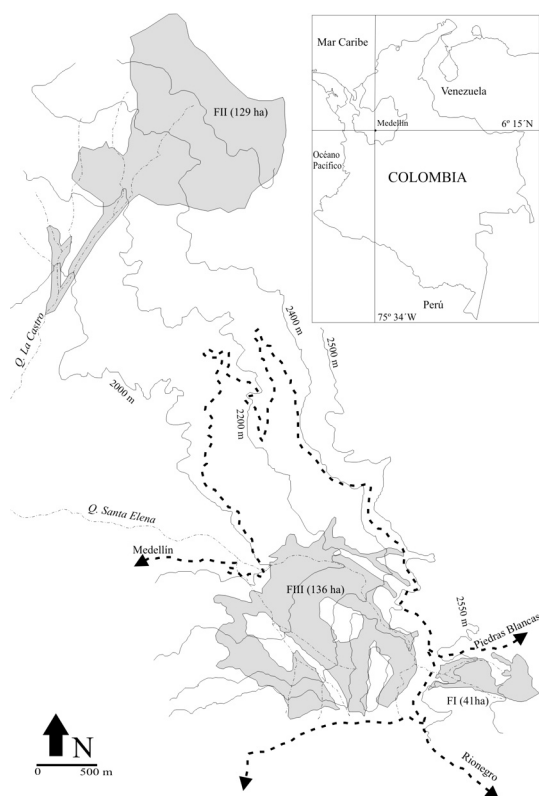 Mar Caribe
Venezuela
Medellín
6º 15´N
Océano
Pacífico
COLOMBIA
Perú
75º 34´W
FII (129 ha)
Q. La Castro
2000 m
2200 m
2400 m
2500 m
Q. Santa Elena
Medellín
FIII (136 ha)
2550 m
Piedras Blancas
FI (41ha)
Rionegro
N
0 500 m